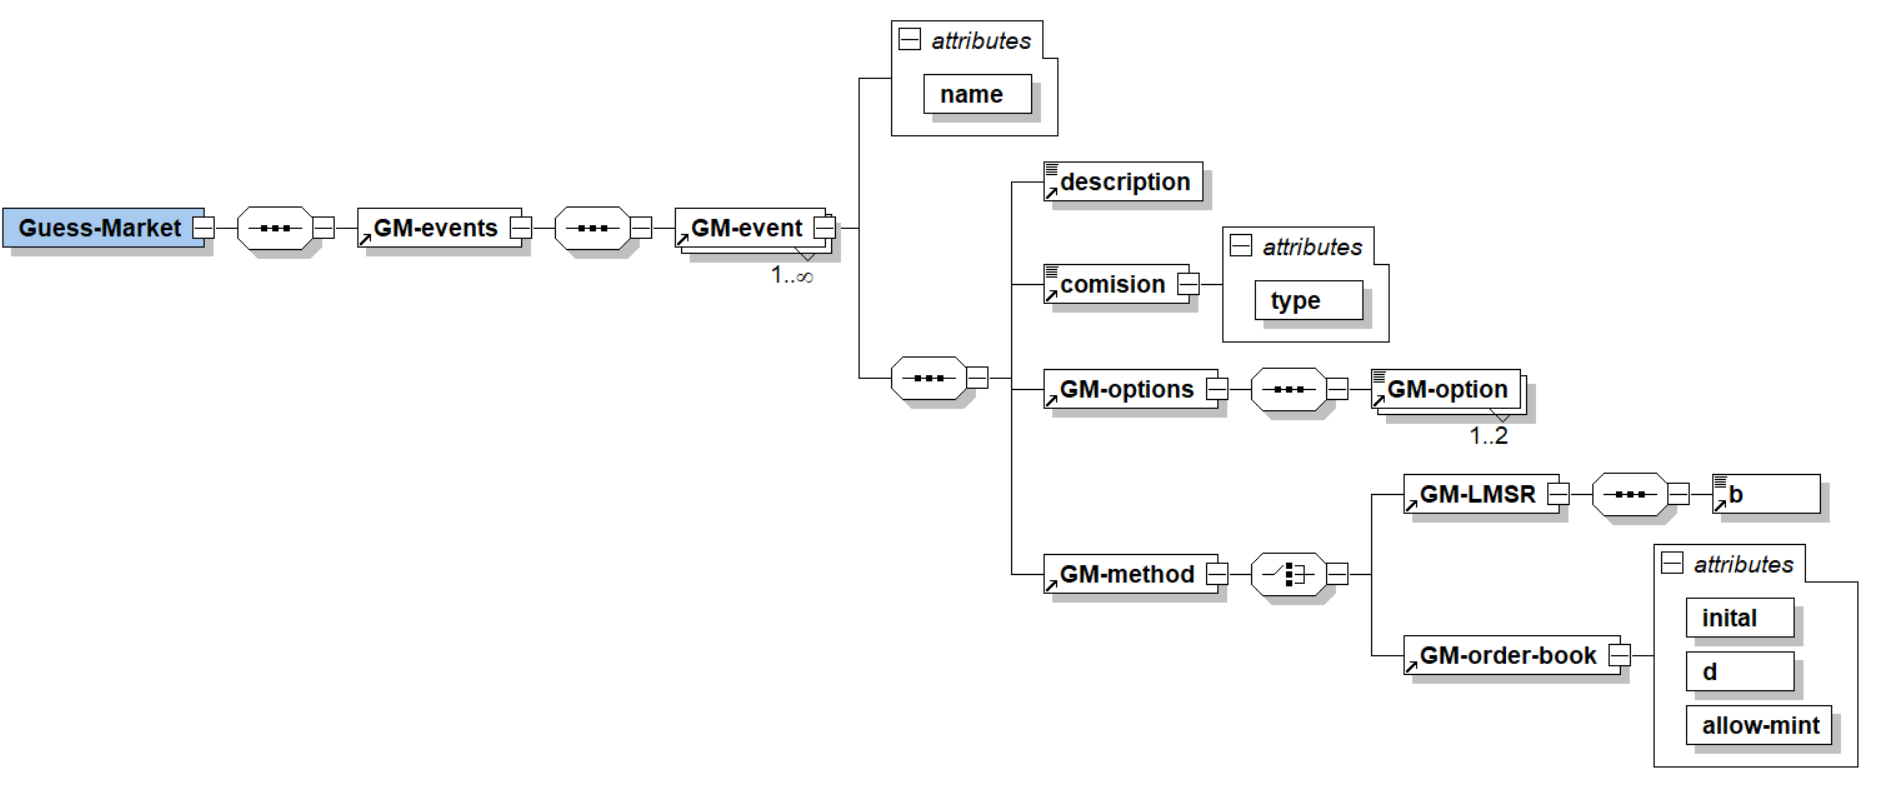 attributes
name
description
Guess-Market
GM-events
GM-event
1..∞
attributes
comision
type
GM-options
GM-option
1..2
GM-LMSR
b
GM-method
attributes
inital
GM-order-book
d
allow-mint